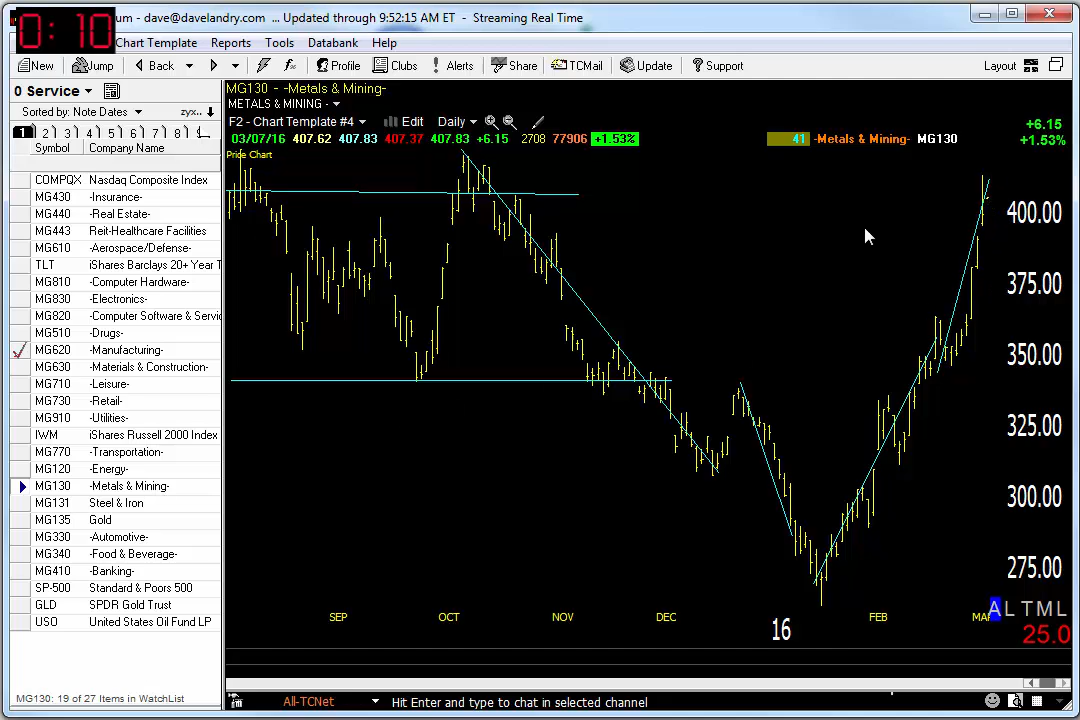 0:10
um - dave@davelandry.com ... Updated through 9:52:15 AM ET - Streaming Real Time
Chart Template Reports Tools Databank Help
New Jump Back Profile Clubs Alerts Share TCMail Update Support Layout
0 Service
Sorted by: Note Dates zyx..
1 2 3 4 5 6 7 8
Symbol Company Name
COMPQX Nasdaq Composite Index
MG430 -Insurance-
MG440 -Real Estate-
MG443 Reit-Healthcare Facilities
MG610 -Aerospace/Defense-
TLT iShares Barclays 20+ Year T
MG810 -Computer Hardware-
MG830 -Electronics-
MG820 -Computer Software & Servic
MG510 -Drugs-
MG620 -Manufacturing-
MG630 -Materials & Construction-
MG710 -Leisure-
MG730 -Retail-
MG910 -Utilities-
IWM iShares Russell 2000 Index
MG770 -Transportation-
MG120 -Energy-
MG130 -Metals & Mining-
MG131 Steel & Iron
MG135 Gold
MG330 -Automotive-
MG340 -Food & Beverage-
MG410 -Banking-
SP-500 Standard & Poors 500
GLD SPDR Gold Trust
USO United States Oil Fund LP
MG130: 19 of 27 Items in WatchList
MG130 - -Metals & Mining-
METALS & MINING -
F2 - Chart Template #4 Edit Daily
03/07/16 407.62 407.83 407.37 407.83 +6.15 2708 77906 +1.53% 41 -Metals & Mining- MG130
+6.15
+1.53%
Price Chart
400.00
375.00
350.00
325.00
300.00
275.00
SEP OCT NOV DEC 16 FEB MAR
A L T M L
25.0
All-TCNet Hit Enter and type to chat in selected channel